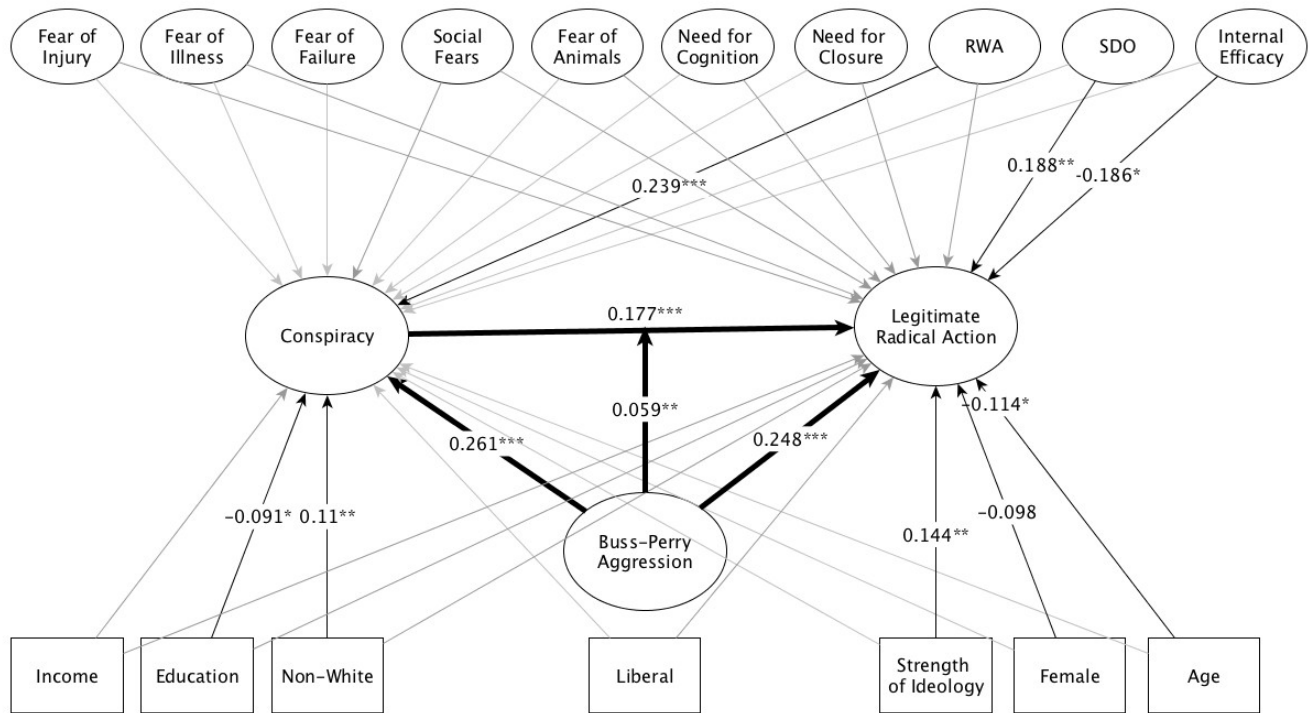 Fear of
Injury
Fear of
Illness
Fear of
Failure
Social
Fears
Fear of
Animals
Need for
Cognition
Need for
Closure
RWA
SDO
Internal
Efficacy
0.239***
0.188**
-0.186*
Conspiracy
0.177***
Legitimate
Radical Action
0.261***
0.059**
0.248***
-0.114*
-0.091*
0.11**
Buss-Perry
Aggression
0.144**
-0.098
Income
Education
Non-White
Liberal
Strength
of Ideology
Female
Age